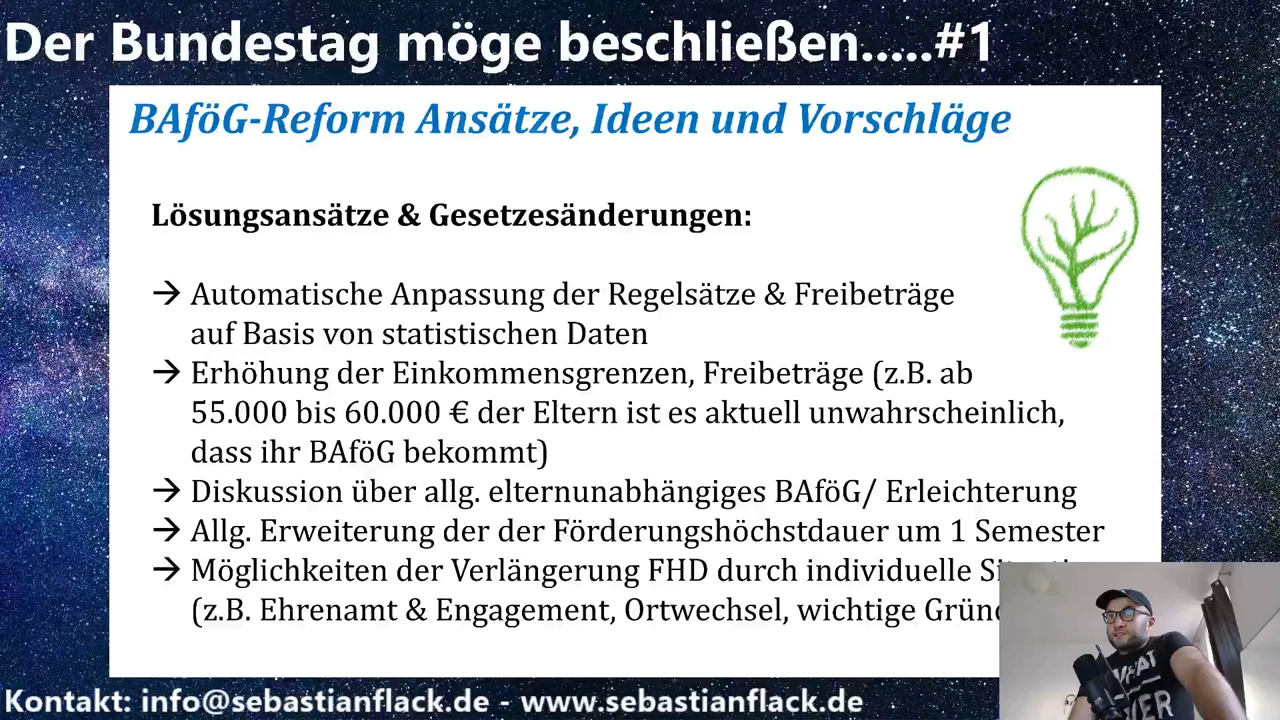 Der Bundestag möge beschließen.....#1
BAföG-Reform Ansätze, Ideen und Vorschläge
Lösungsansätze & Gesetzesänderungen:
→ Automatische Anpassung der Regelsätze & Freibeträge
auf Basis von statistischen Daten
→ Erhöhung der Einkommensgrenzen, Freibeträge (z.B. ab
55.000 bis 60.000 € der Eltern ist es aktuell unwahrscheinlich,
dass ihr BAföG bekommt)
→ Diskussion über allg. elternunabhängiges BAföG/ Erleichterung
→ Allg. Erweiterung der der Förderungshöchstdauer um 1 Semester
→ Möglichkeiten der Verlängerung FHD durch individuelle
(z.B. Ehrenamt & Engagement, Ortwechsel, wichtige
Kontakt: info@sebastianflack.de - www.sebastianflack.de